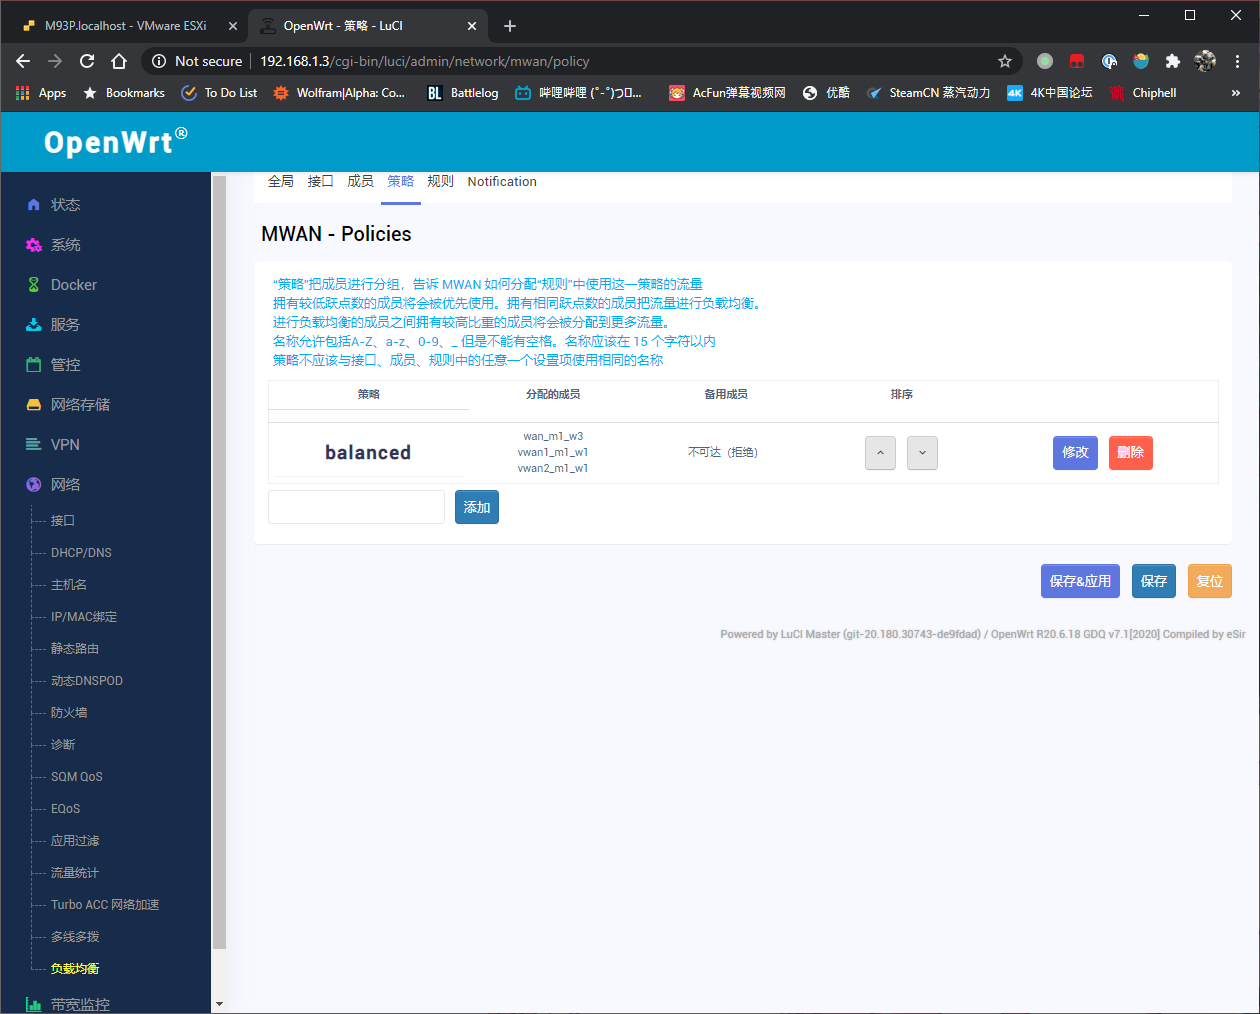 M93P.localhost - VMware ESXi
OpenWrt - 策略 - LuCI
Not secure
192.168.1.3/cgi-bin/luci/admin/network/mwan/policy
Apps
Bookmarks
To Do List
Wolfram|Alpha: Co...
BL Battlelog
哔哩哔哩 (゜-゜)つロ...
AcFun弹幕视频网
优酷
SteamCN 蒸汽动力
4K 4K中国论坛
Chiphell
»
OpenWrt®
状态
系统
Docker
服务
管控
网络存储
VPN
网络
接口
DHCP/DNS
主机名
IP/MAC绑定
静态路由
动态DNSPOD
防火墙
诊断
SQM QoS
EQoS
应用过滤
流量统计
Turbo ACC 网络加速
多线多拨
负载均衡
带宽监控
全局 接口 成员 策略 规则 Notification
MWAN - Policies
“策略”把成员进行分组，告诉 MWAN 如何分配“规则”中使用这一策略的流量
拥有较低跃点数的成员将会被优先使用。拥有相同跃点数的成员把流量进行负载均衡。
进行负载均衡的成员之间拥有较高比重的成员将会被分配到更多流量。
名称允许包括A-Z、a-z、0-9、_ 但是不能有空格。名称应该在 15 个字符以内
策略不应该与接口、成员、规则中的任意一个设置项使用相同的名称
策略 分配的成员 备用成员 排序
balanced
wan_m1_w3
vwan1_m1_w1
vwan2_m1_w1
不可达（拒绝）
修改 删除
添加
保存&应用 保存 复位
Powered by LuCI Master (git-20.180.30743-de9fdad) / OpenWrt R20.6.18 GDQ v7.1[2020] Compiled by eSir